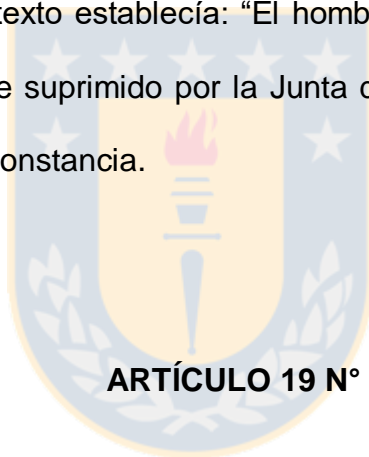 texto establecía: “El homb
e suprimido por la Junta
onstancia.
ARTÍCULO 19 N°